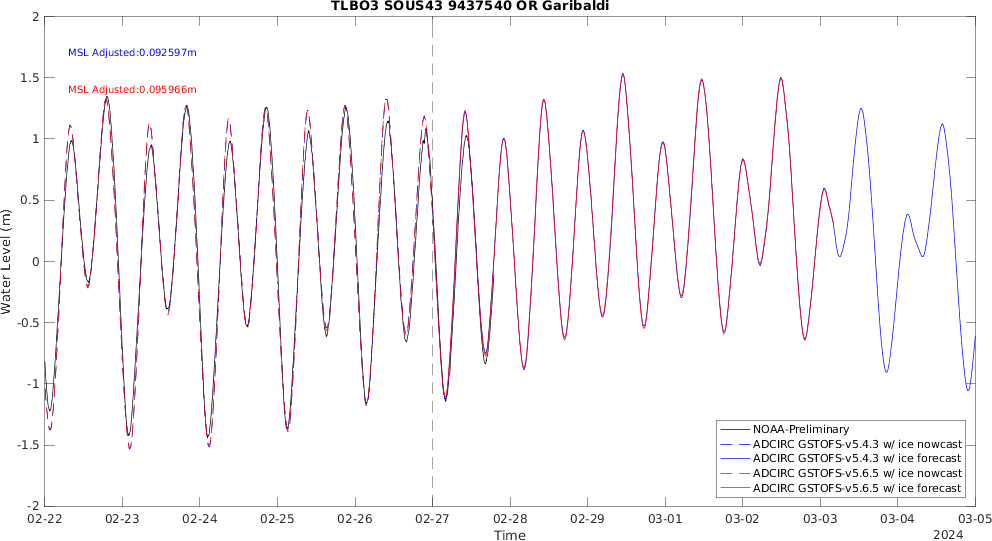 TLBO3 SOUS43 9437540 OR Garibaldi
MSL Adjusted:0.092597m
MSL Adjusted:0.095966m
2
1.5
1
0.5
0
-0.5
-1
-1.5
-2
Water Level (m)
NOAA-Preliminary
ADCIRC GSTOFS-v5.4.3 w/ ice nowcast
ADCIRC GSTOFS-v5.4.3 w/ ice forecast
ADCIRC GSTOFS-v5.6.5 w/ ice nowcast
ADCIRC GSTOFS-v5.6.5 w/ ice forecast
02-22 02-23 02-24 02-25 02-26 02-27 02-28 02-29 03-01 03-02 03-03 03-04 03-05
Time
2024